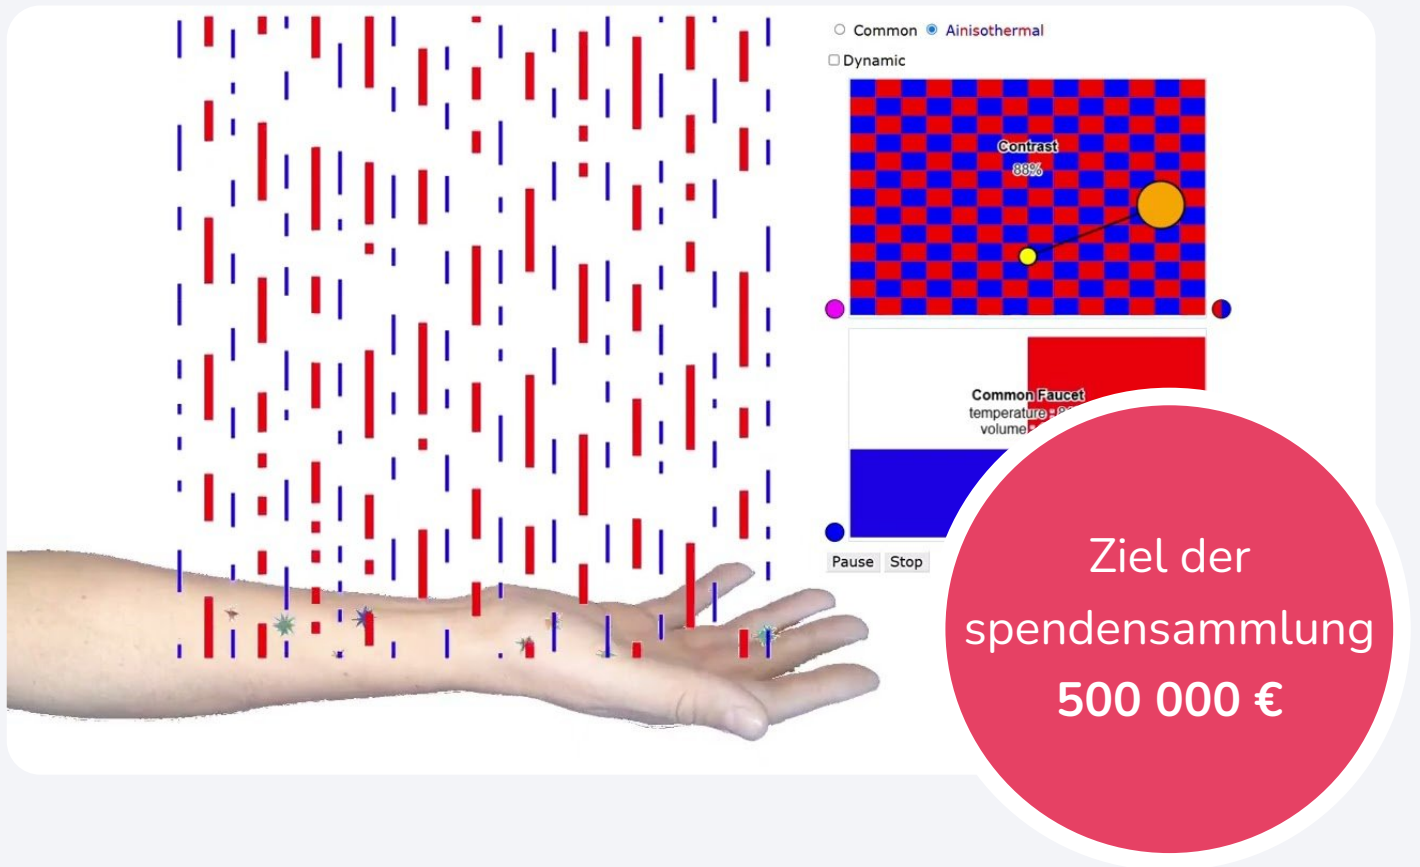 Common Ainisothermal
Dynamic
Contrast
88%
Common Faucet
temperature -
volume
Pause Stop
Ziel der
spendensammlung
500 000 €